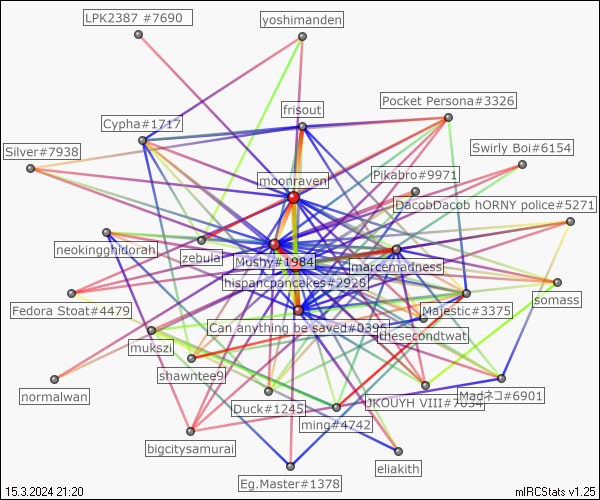 LPK2387 #7690
yoshimanden
Pocket Persona#3326
frisout
Cypha#1717
Silver#7938
Swirly Boi#6154
Pikabro#9971
moonraven
DacobDacob hORNY police#5271
neokingghidorah
zebula
Mushy#1984
marcemadness
hispancpancakes#2928
somass
Fedora Stoat#4479
Majestic#3375
Can anything be saved#0396
thesecondtwat
mukszi
shawntee9
normalwan
Duck#1245
JKOUYH VIII#7034
Madネコ#6901
ming#4742
bigcitysamurai
eliakith
Eg.Master#1378
15.3.2024 21:20
mIRCStats v1.25